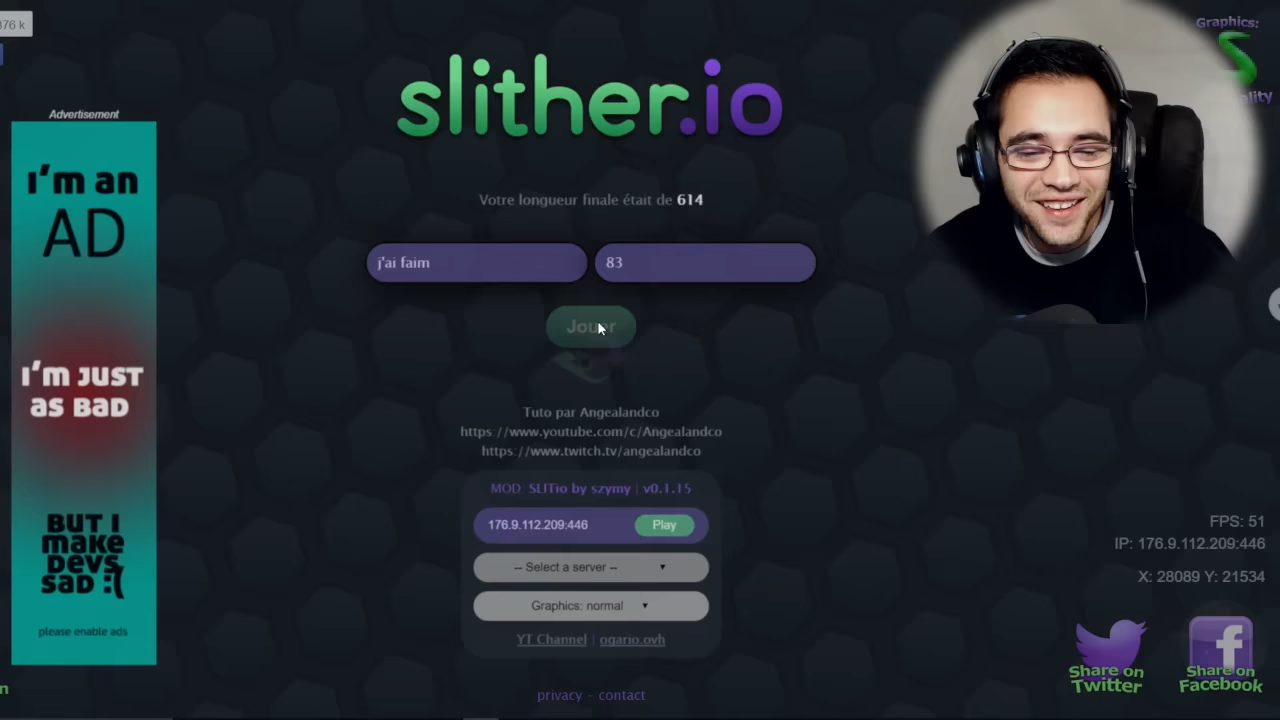 376 k
Graphics:
Advertisement
slither.io
I'm an
AD
Votre longueur finale était de 614
j'ai faim
83
Jouer
I'm just
as bad
Tuto par Angealandco
https://www.youtube.com/c/Angealandco
https://www.twitch.tv/angealandco
MOD: SLITio by szymy | v0.1.15
176.9.112.209:446
Play
-- Select a server --
Graphics: normal
YT Channel | ogario.ovh
but I
make
devs
sad :(
please enable ads
FPS: 51
IP: 176.9.112.209:446
X: 28089 Y: 21534
Share on
Twitter
Share on
Facebook
privacy - contact